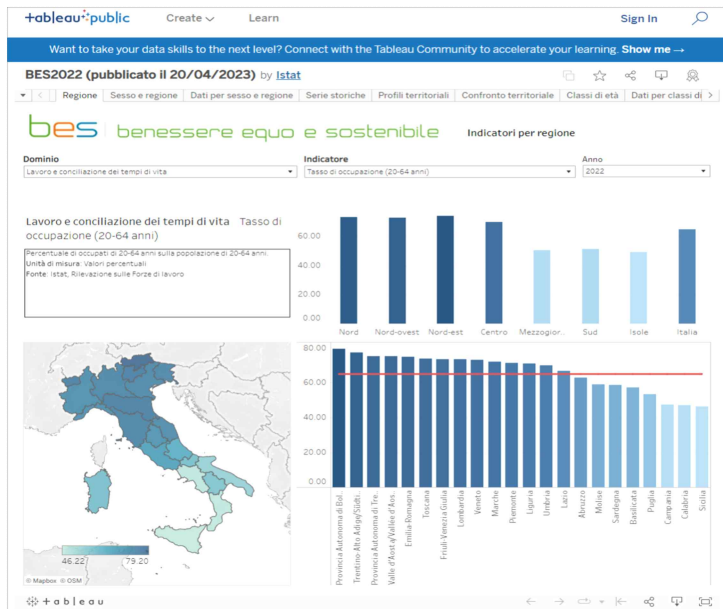 + a b l e a u public Create Learn Sign In
Want to take your data skills to the next level? Connect with the Tableau Community to accelerate your learning. Show me →
BES2022 (pubblicato il 20/04/2023) by Istat
Regione Sesso e regione Dati per sesso e regione Serie storiche Profili territoriali Confronto territoriale Classi di età Dati per classi di
bes benessere equo e sostenibile Indicatori per regione
Dominio Indicatore Anno
Lavoro e conciliazione dei tempi di vita Tasso di occupazione (20-64 anni) 2022
Lavoro e conciliazione dei tempi di vita Tasso di
occupazione (20-64 anni)
Percentuale di occupati di 20-64 anni sulla popolazione di 20-64 anni.
Unità di misura: Valori percentuali
Fonte: Istat, Rilevazione sulle Forze di lavoro
60.00
40.00
20.00
0.00
Nord Nord-ovest Nord-est Centro Mezzogior.. Sud Isole Italia
80.00
60.00
40.00
20.00
0.00
Provincia Autonoma di Bol..
Trentino-Alto Adige/Südti..
Provincia Autonoma di Tre..
Valle d'Aosta/Vallée d'Aos..
Emilia-Romagna
Toscana
Friuli-Venezia Giulia
Lombardia
Veneto
Marche
Piemonte
Liguria
Umbria
Lazio
Abruzzo
Molise
Sardegna
Basilicata
Puglia
Campania
Calabria
Sicilia
46.22 79.20
© Mapbox © OSM
+ a b l e a u